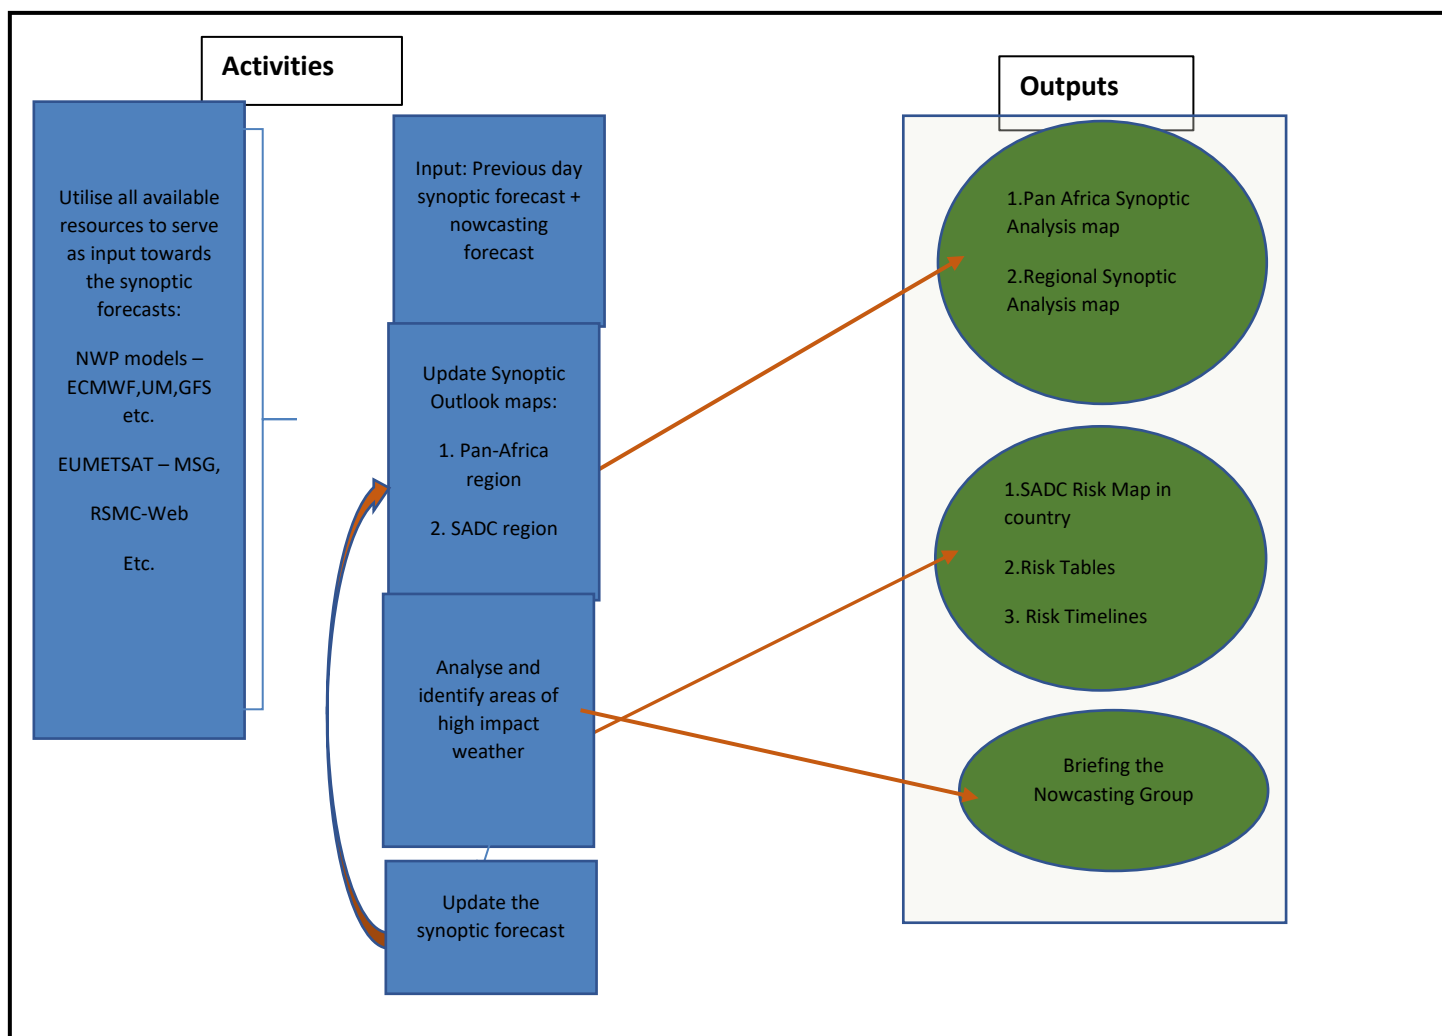 Activities
Utilise all available
resources to serve
as input towards
the synoptic
forecasts:
NWP models –
ECMWF,UM,GFS
etc.
EUMETSAT – MSG,
RSMC-Web
Etc.
Input: Previous day
synoptic forecast +
nowcasting
forecast
Update Synoptic
Outlook maps:
1. Pan-Africa
region
2. SADC region
Analyse and
identify areas of
high impact
weather
Update the
synoptic forecast
Outputs
1.Pan Africa Synoptic
Analysis map
2.Regional Synoptic
Analysis map
1.SADC Risk Map in
country
2.Risk Tables
3. Risk Timelines
Briefing the
Nowcasting Group